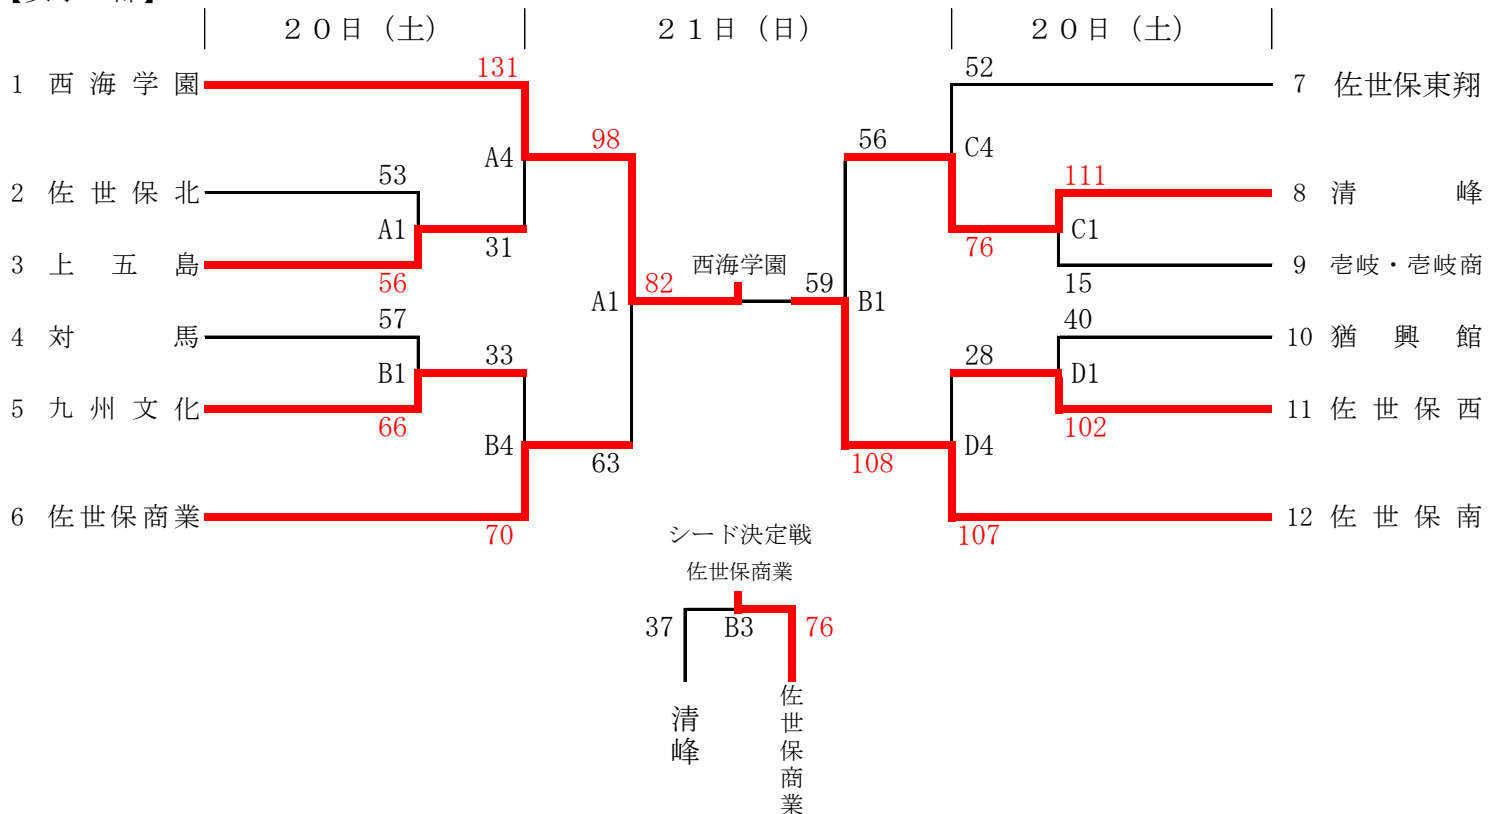 ２０日（土） ２１日（日） ２０日（土）
131 52
1 西海学園 7 佐世保東翔
98 56
A4 C4
53 111
2 佐世保北 8 清峰
A1 C1
31 76
3 上五島 西海学園 9 壱岐・壱岐商
56 82 59 15
A1 B1
57 40
4 対馬 10 猶興館
33 28
B1 D1
5 九州文化 11 佐世保西
66 102
B4 D4
63 108
6 佐世保商業 12 佐世保南
70 107
シード決定戦
佐世保商業
37 B3 76
清峰
佐世保商業